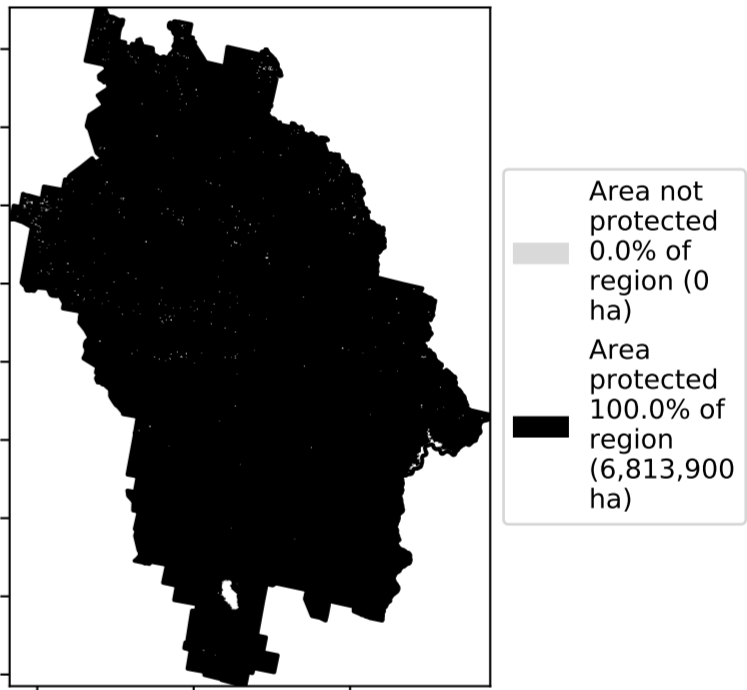 Area not
protected
0.0% of
region (0
ha)
Area
protected
100.0% of
region
(6,813,900
ha)